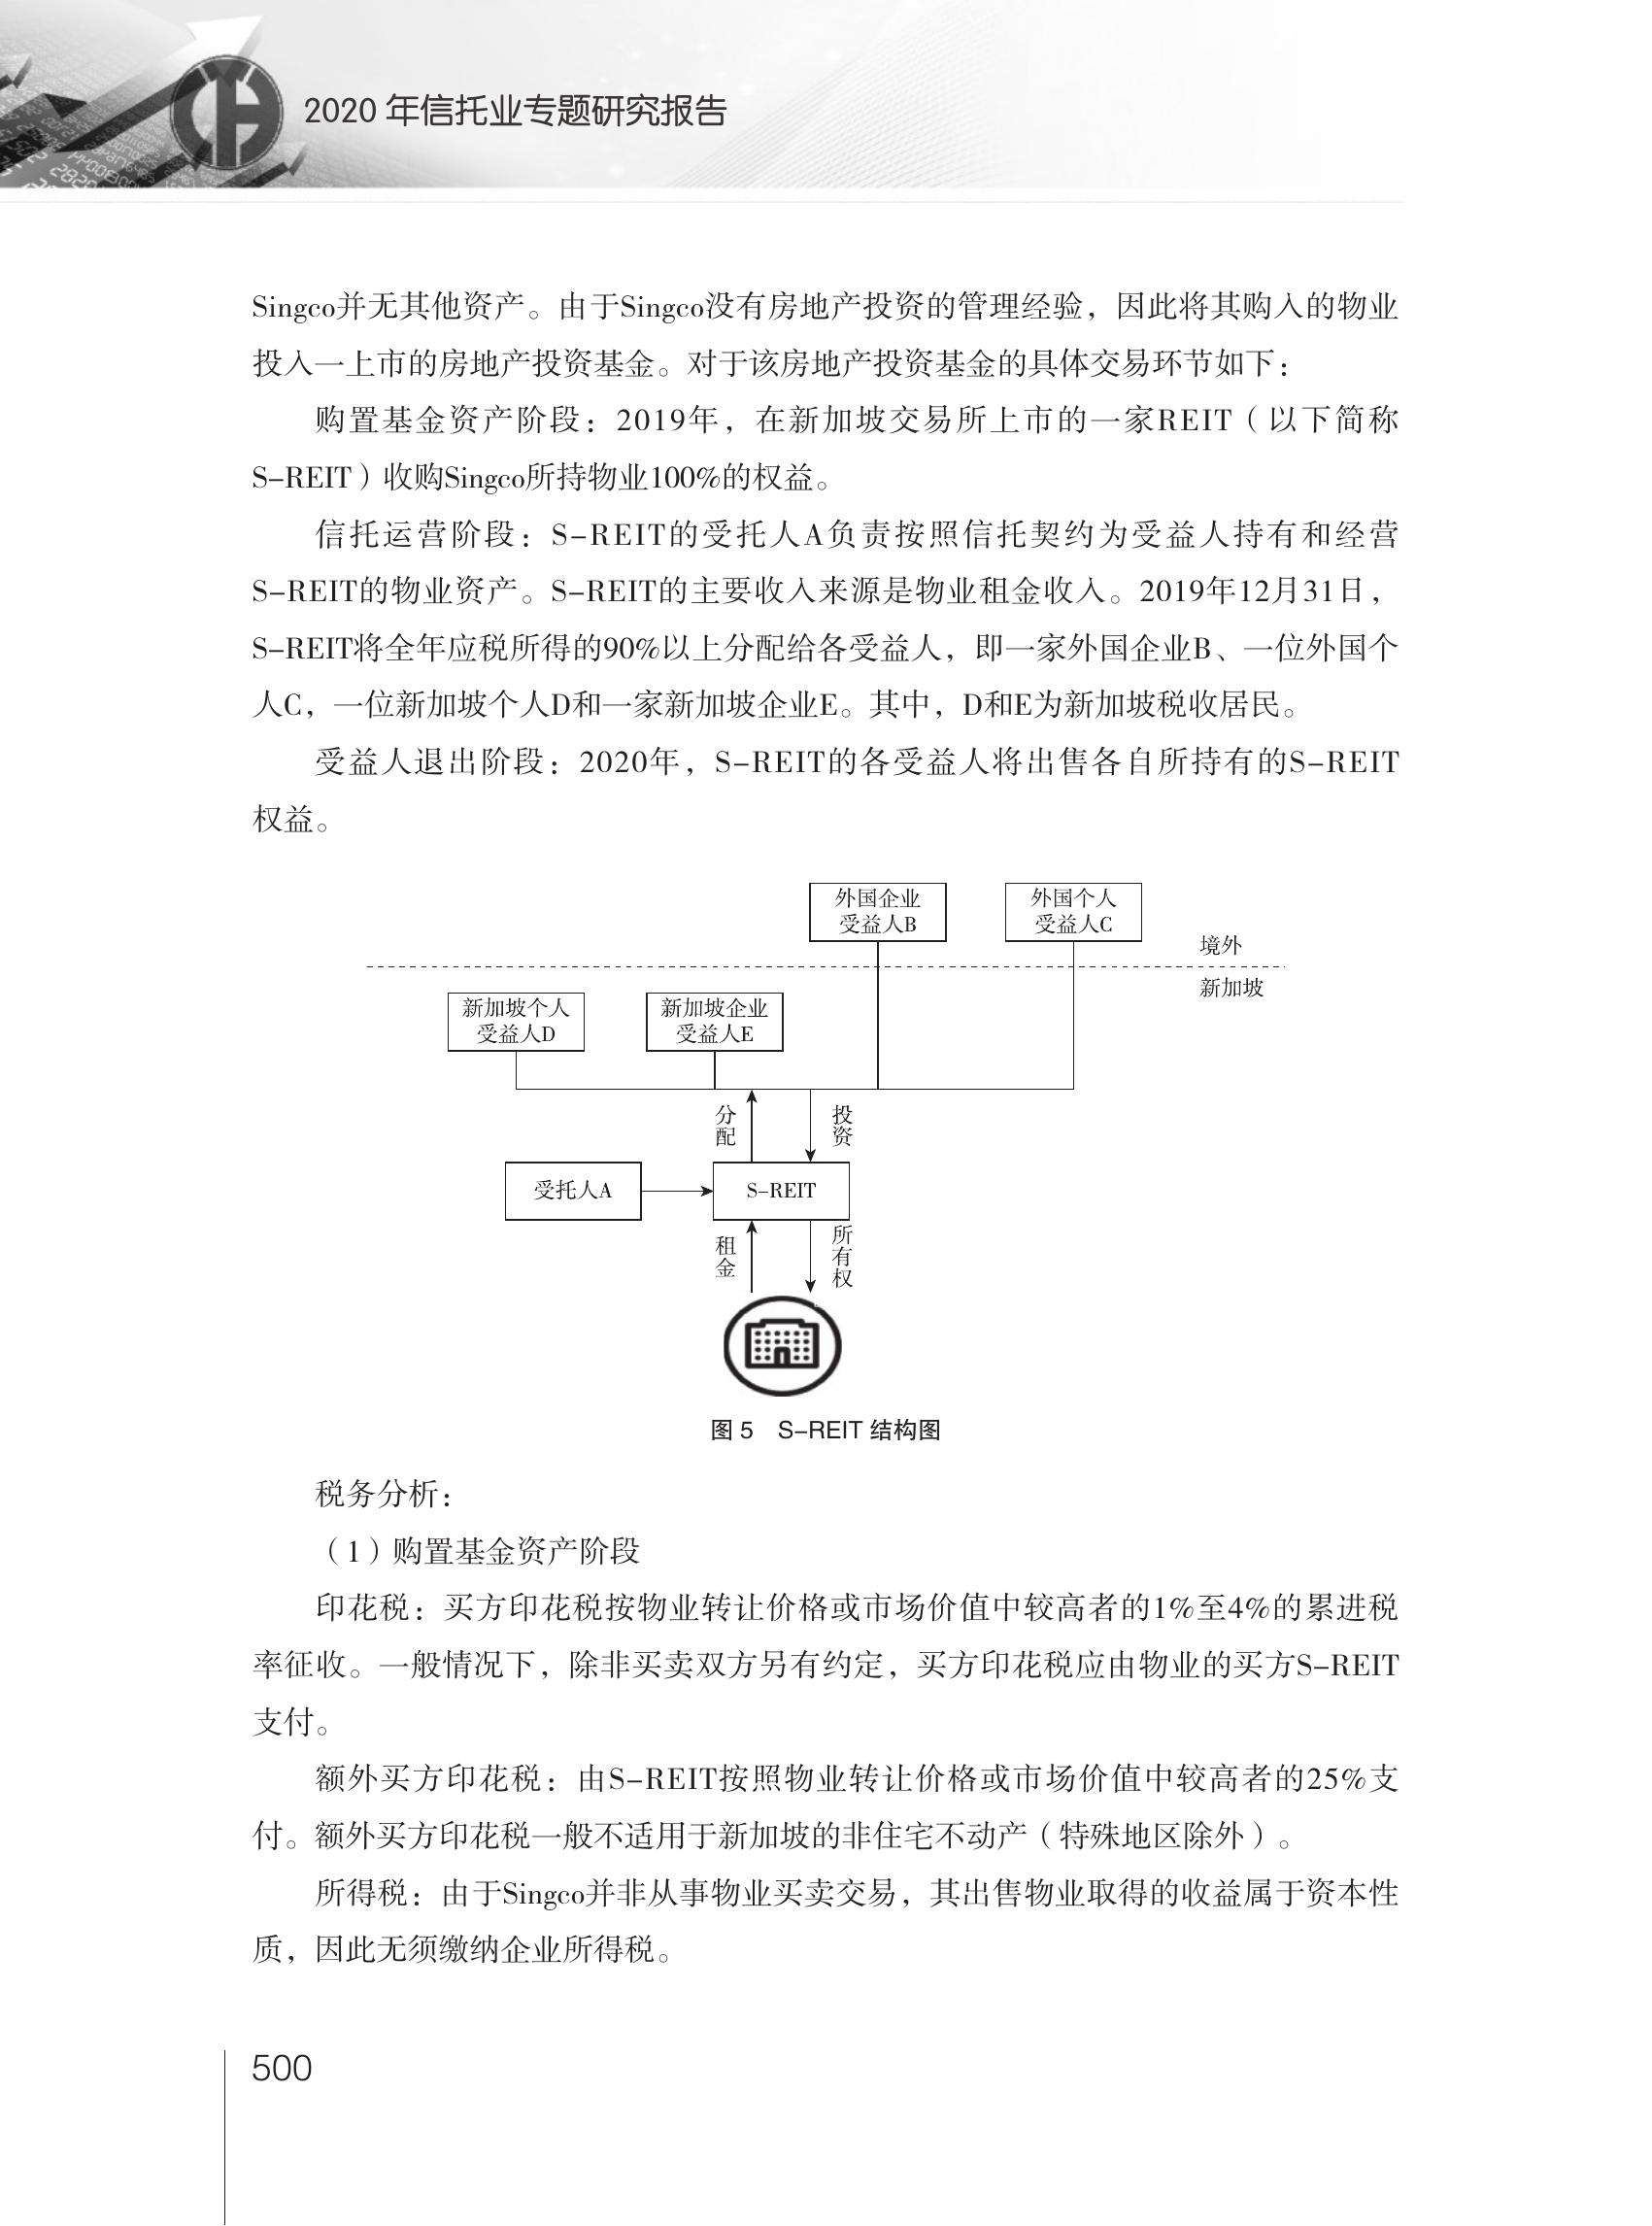 2020 年信托业专题研究报告
Singco并无其他资产。由于Singco没有房地产投资的管理经验，因此将其购入的物业
投入一上市的房地产投资基金。对于该房地产投资基金的具体交易环节如下：
购置基金资产阶段：2019年，在新加坡交易所上市的一家REIT（以下简称
S–REIT）收购Singco所持物业100%的权益。
信托运营阶段：S–REIT的受托人A负责按照信托契约为受益人持有和经营
S–REIT的物业资产。S–REIT的主要收入来源是物业租金收入。2019年12月31日，
S–REIT将全年应税所得的90%以上分配给各受益人，即一家外国企业B、一位外国个
人C，一位新加坡个人D和一家新加坡企业E。其中，D和E为新加坡税收居民。
受益人退出阶段：2020年，S–REIT的各受益人将出售各自所持有的S–REIT
权益。
外国企业
受益人B
外国个人
受益人C
境外
新加坡
新加坡个人
受益人D
新加坡企业
受益人E
分配
投资
受托人A
S–REIT
租金
所有权
图 5　S–REIT 结构图
税务分析：
（1）购置基金资产阶段
印花税：买方印花税按物业转让价格或市场价值中较高者的1%至4%的累进税
率征收。一般情况下，除非买卖双方另有约定，买方印花税应由物业的买方S–REIT
支付。
额外买方印花税：由S–REIT按照物业转让价格或市场价值中较高者的25%支
付。额外买方印花税一般不适用于新加坡的非住宅不动产（特殊地区除外）。
所得税：由于Singco并非从事物业买卖交易，其出售物业取得的收益属于资本性
质，因此无须缴纳企业所得税。
500